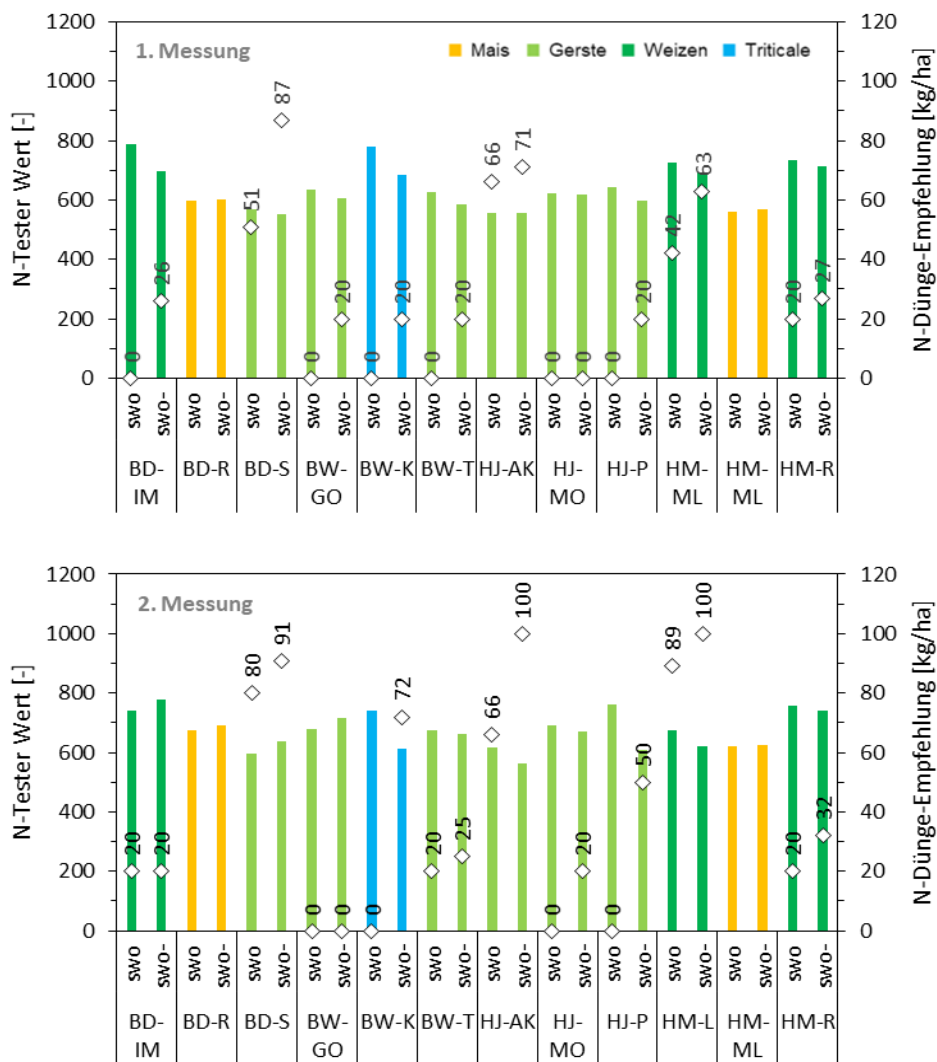 1. Messung
Mais Gerste Weizen Triticale
N-Tester Wert [-]
N-Dünge-Empfehlung [kg/ha]
1200 120
1000 100
800 80
600 60
400 40
200 20
0 0
0 26 51 87 0 20 0 20 0 20 66 71 0 0 0 20 42 63 20 27
swo swo- swo swo- swo swo- swo swo- swo swo- swo swo- swo swo- swo swo- swo swo- swo swo- swo swo- swo swo-
BD-IM BD-R BD-S BW-GO BW-K BW-T HJ-AK HJ-MO HJ-P HM-ML HM-ML HM-R
2. Messung
N-Tester Wert [-]
N-Dünge-Empfehlung [kg/ha]
1200 120
1000 100
800 80
600 60
400 40
200 20
0 0
20 20 80 91 0 0 0 72 20 25 66 100 0 20 0 50 89 100 20 32
swo swo- swo swo- swo swo- swo swo- swo swo- swo swo- swo swo- swo swo- swo swo- swo swo- swo swo- swo swo-
BD-IM BD-R BD-S BW-GO BW-K BW-T HJ-AK HJ-MO HJ-P HM-L HM-ML HM-R